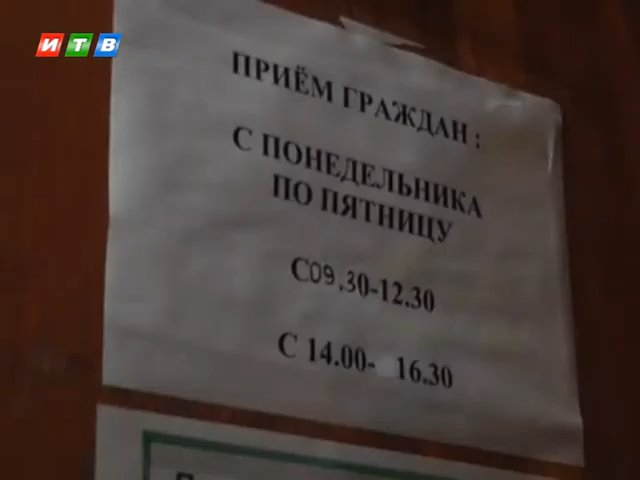 ИТВ
ПРИЁМ ГРАЖДАН :
С ПОНЕДЕЛЬНИКА
ПО ПЯТНИЦУ
С09.30-12.30
С 14.00- 16.30